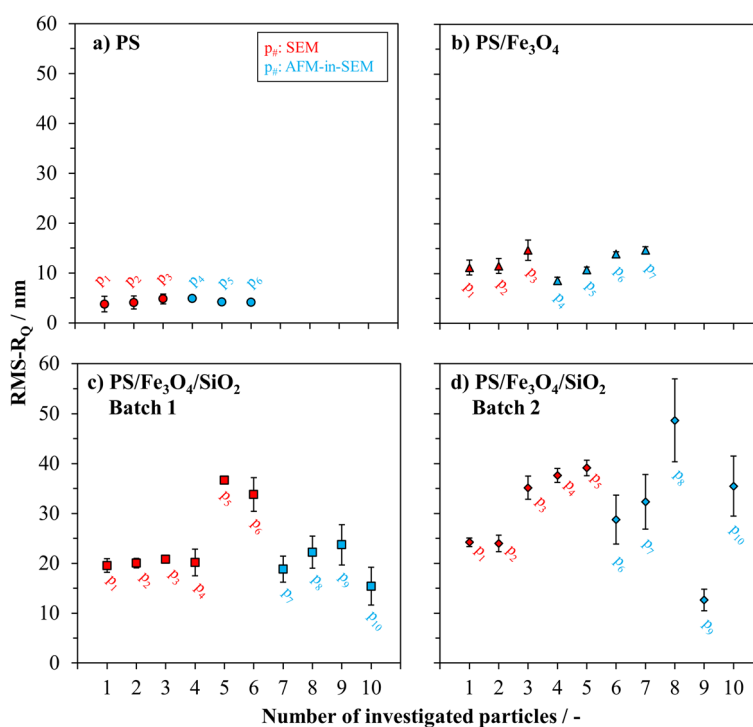 60
50
40
30
20
10
0
a) PS
p#: SEM
p#: AFM-in-SEM
p₁ p₂ p₃ p₄ p₅ p₆
b) PS/Fe₃O₄
p₁ p₂ p₃ p₄ p₅ p₆ p₇
RMS-R_Q / nm
60
50
40
30
20
10
0
c) PS/Fe₃O₄/SiO₂
Batch 1
p₁ p₂ p₃ p₄ p₅ p₆ p₇ p₈ p₉ p₁₀
1 2 3 4 5 6 7 8 9 10
d) PS/Fe₃O₄/SiO₂
Batch 2
p₁ p₂ p₃ p₄ p₅ p₆ p₇ p₈ p₉ p₁₀
1 2 3 4 5 6 7 8 9 10
Number of investigated particles / -